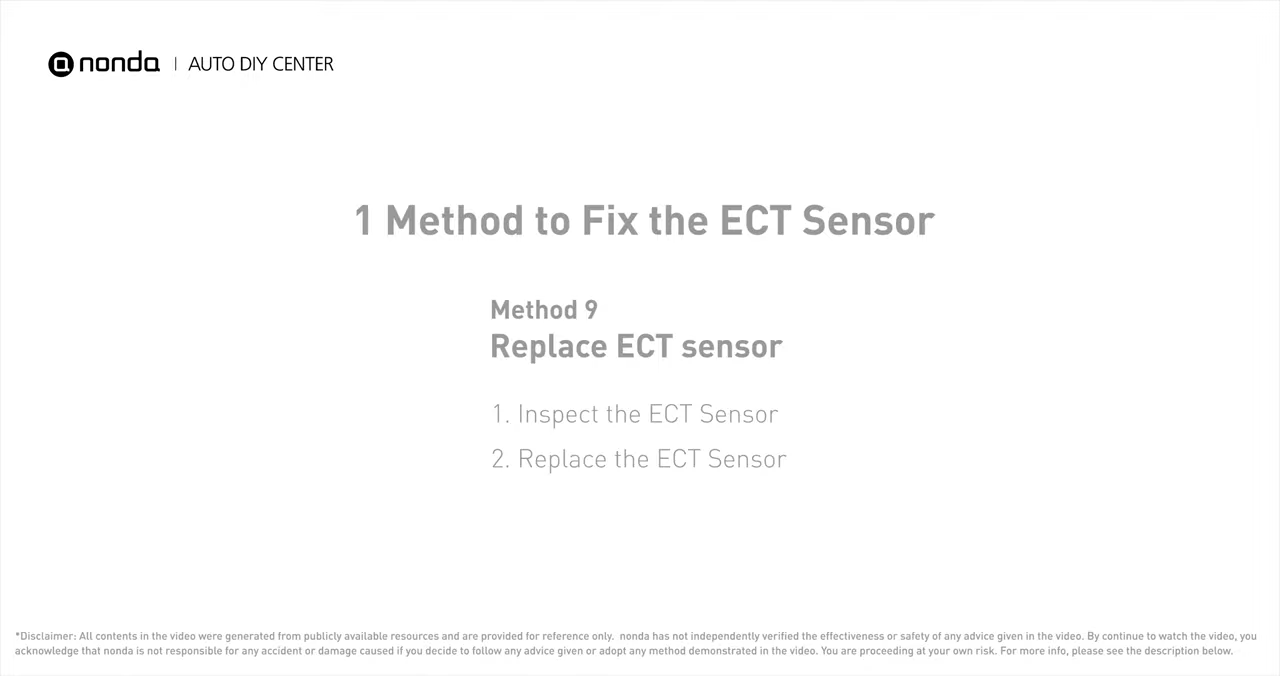 nonda | AUTO DIY CENTER
1 Method to Fix the ECT Sensor
Method 9
Replace ECT sensor
1. Inspect the ECT Sensor
2. Replace the ECT Sensor
*Disclaimer: All contents in the video were generated from publicly available resources and are provided for reference only. nonda has not independently verified the effectiveness or safety of any advice given in the video. By continue to watch the video, you
acknowledge that nonda is not responsible for any accident or damage caused if you decide to follow any advice given or adopt any method demonstrated in the video. You are proceeding at your own risk. For more info, please see the description below.